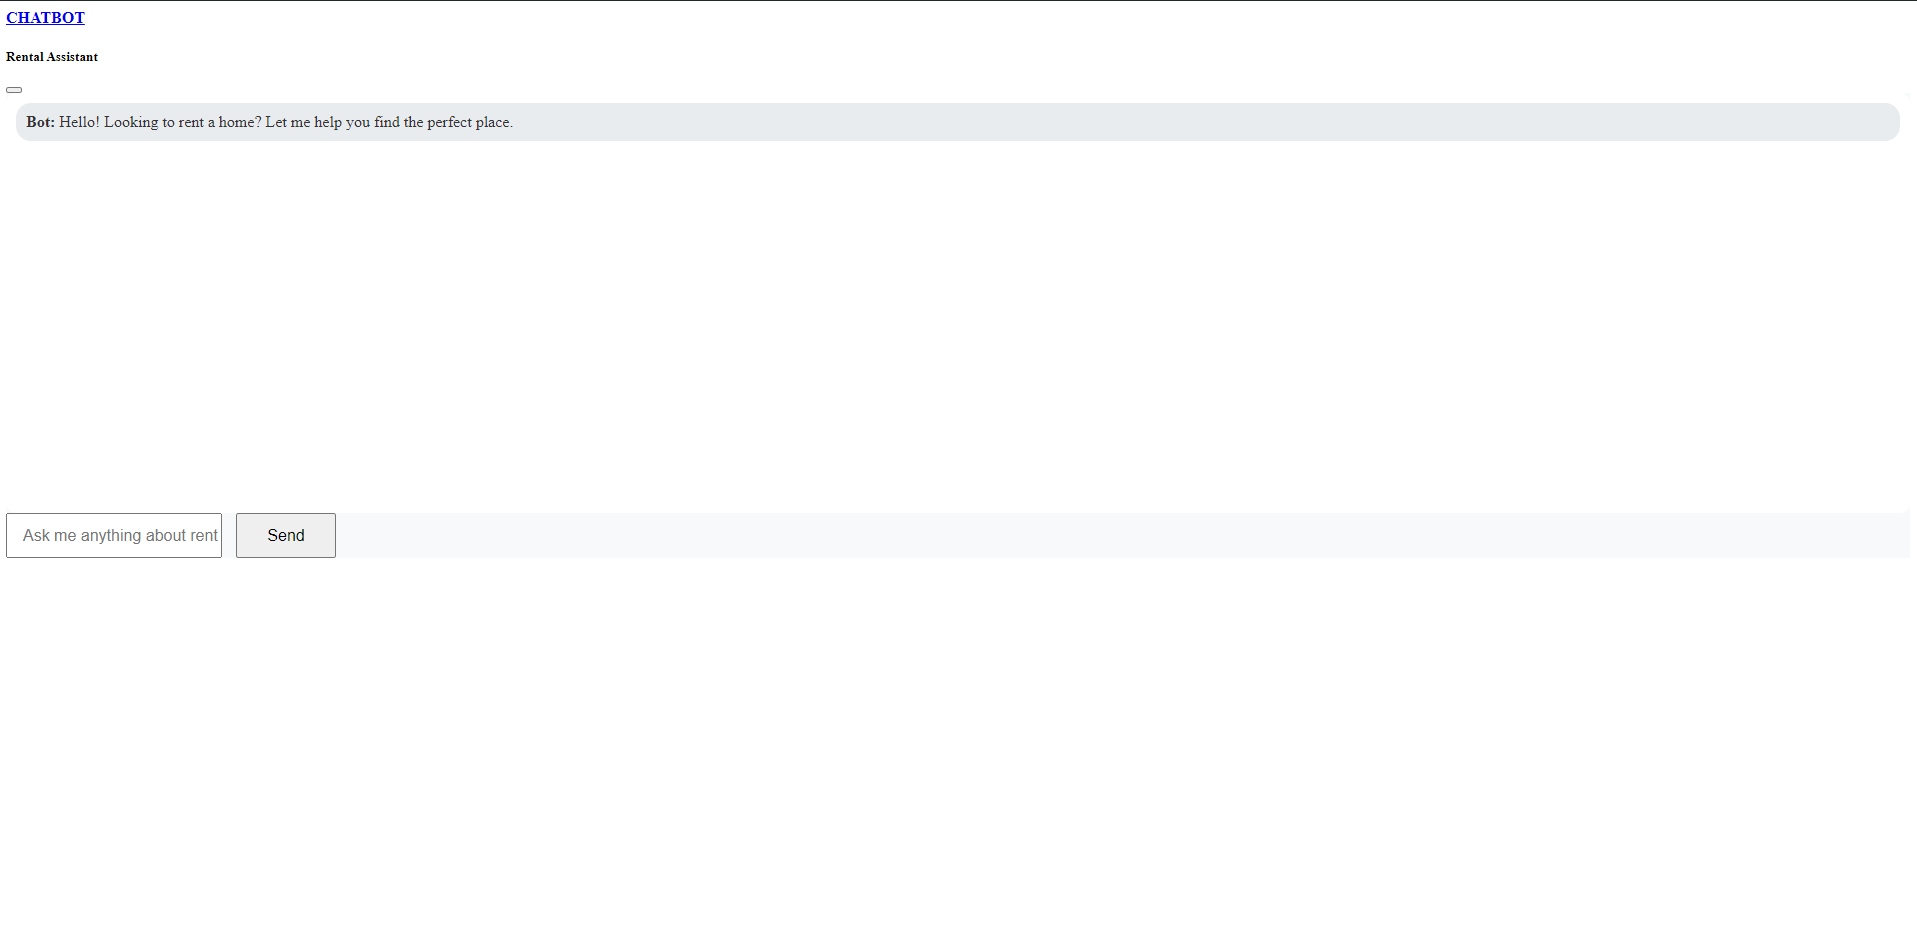 CHATBOT
Rental Assistant
Bot: Hello! Looking to rent a home? Let me help you find the perfect place.
Ask me anything about rent
Send